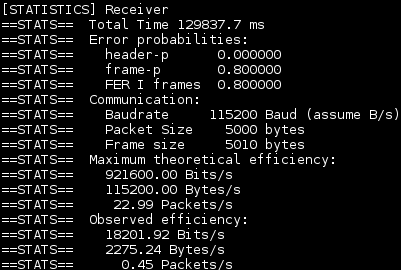 [STATISTICS] Receiver
==STATS==  Total Time 129837.7 ms
==STATS==  Error probabilities:
==STATS==    header-p      0.000000
==STATS==    frame-p       0.800000
==STATS==    FER I frames  0.800000
==STATS==  Communication:
==STATS==    Baudrate     115200 Baud (assume B/s)
==STATS==    Packet Size    5000 bytes
==STATS==    Frame size     5010 bytes
==STATS==  Maximum theoretical efficiency:
==STATS==    921600.00 Bits/s
==STATS==    115200.00 Bytes/s
==STATS==     22.99 Packets/s
==STATS==  Observed efficiency:
==STATS==    18201.92 Bits/s
==STATS==    2275.24 Bytes/s
==STATS==      0.45 Packets/s